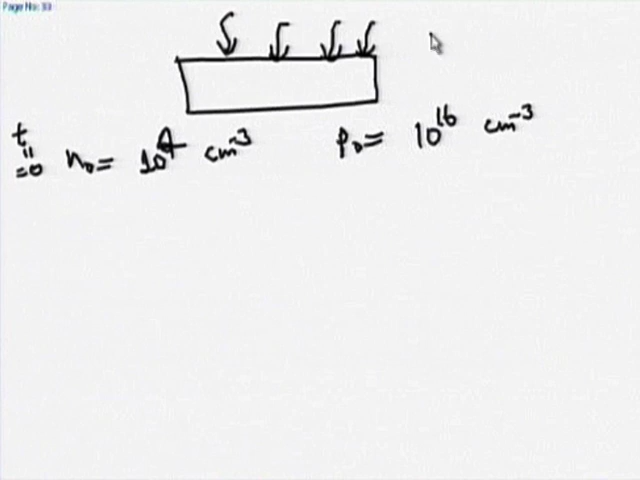 Page No: 33
t
"
=0 n₀ = 10⁴ cm⁻³ p₀ = 10¹⁶ cm⁻³